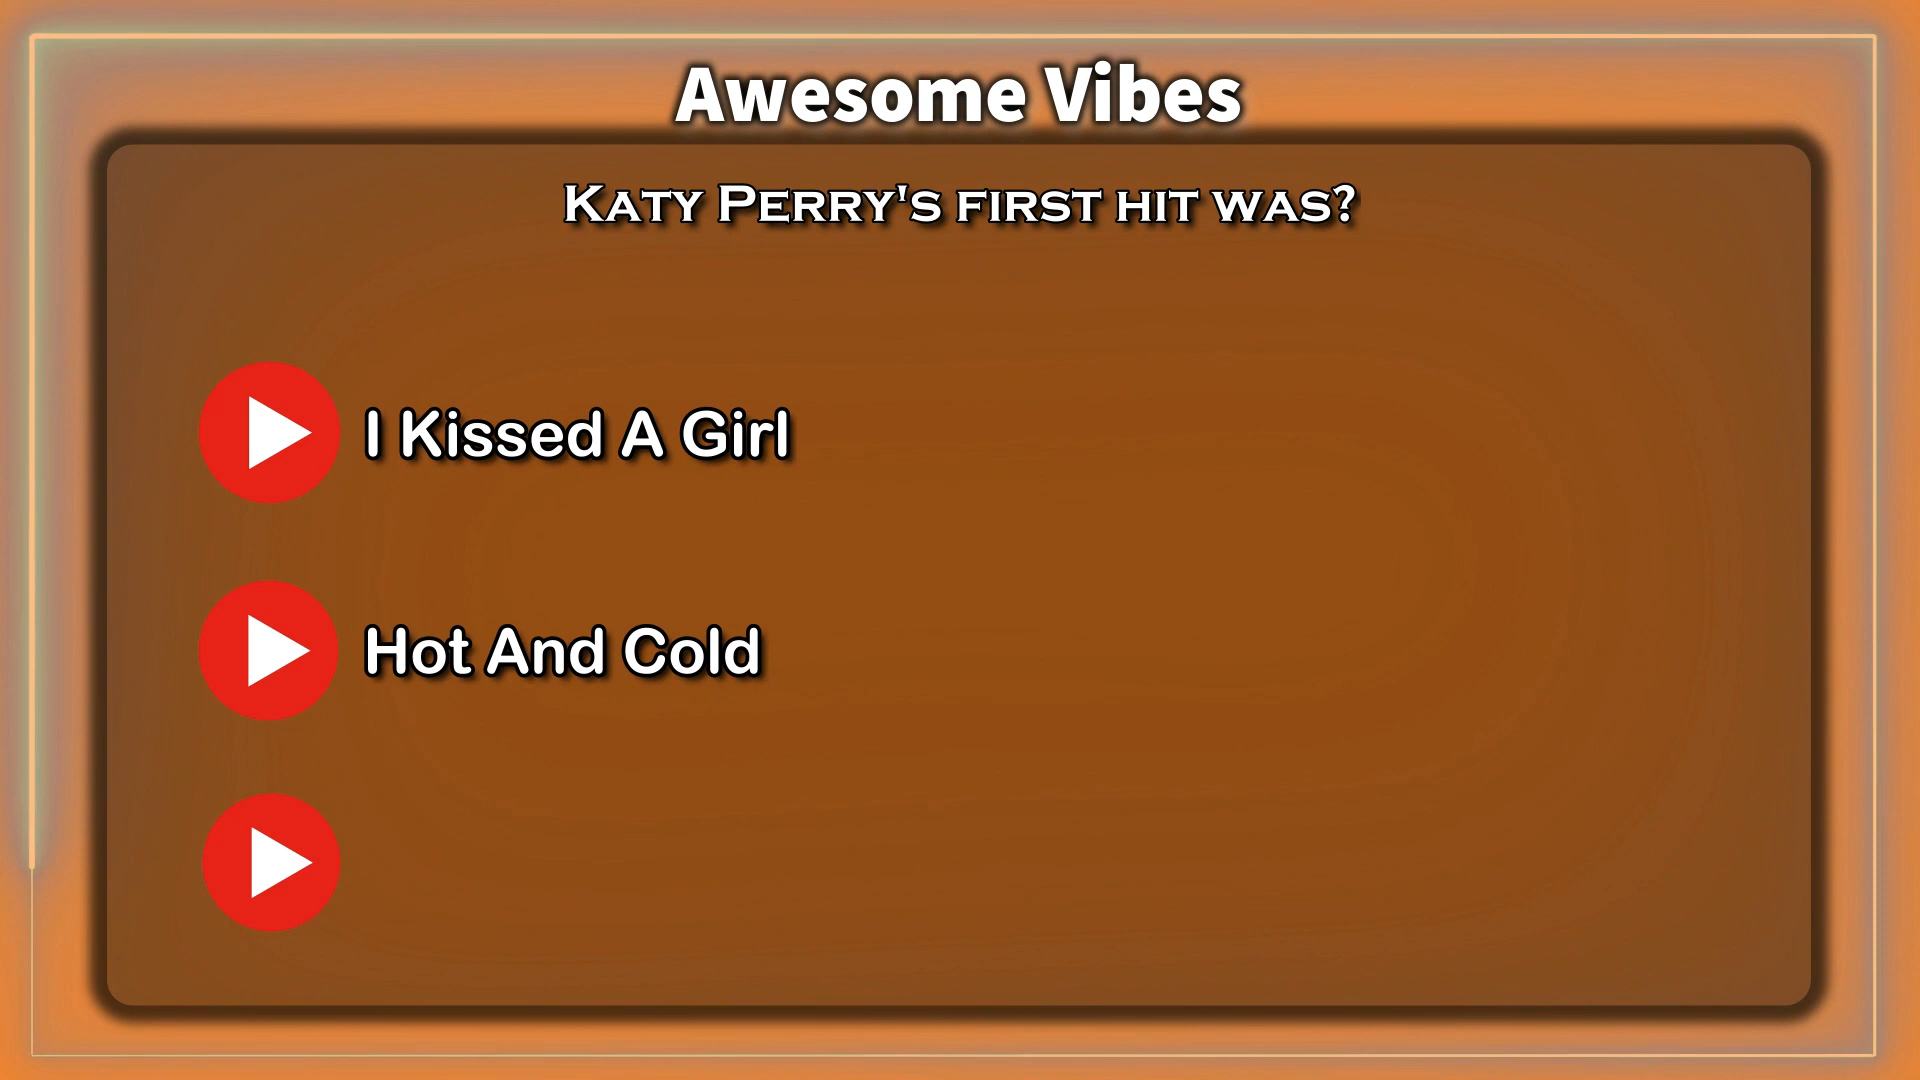 Awesome Vibes
Katy Perry's first hit was?
I Kissed A Girl
Hot And Cold